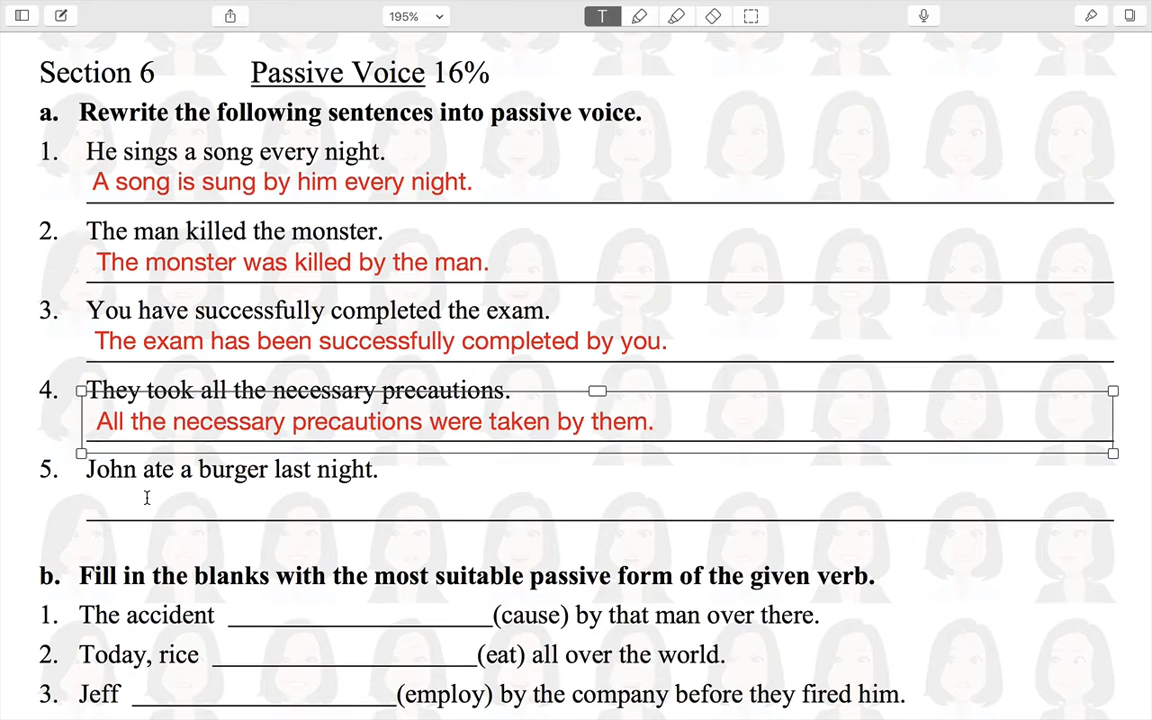 195%
T
Section 6 Passive Voice 16%
a. Rewrite the following sentences into passive voice.
1. He sings a song every night.
A song is sung by him every night.
2. The man killed the monster.
The monster was killed by the man.
3. You have successfully completed the exam.
The exam has been successfully completed by you.
4. They took all the necessary precautions.
All the necessary precautions were taken by them.
5. John ate a burger last night.
b. Fill in the blanks with the most suitable passive form of the given verb.
1. The accident ____________________(cause) by that man over there.
2. Today, rice ____________________(eat) all over the world.
3. Jeff ____________________(employ) by the company before they fired him.